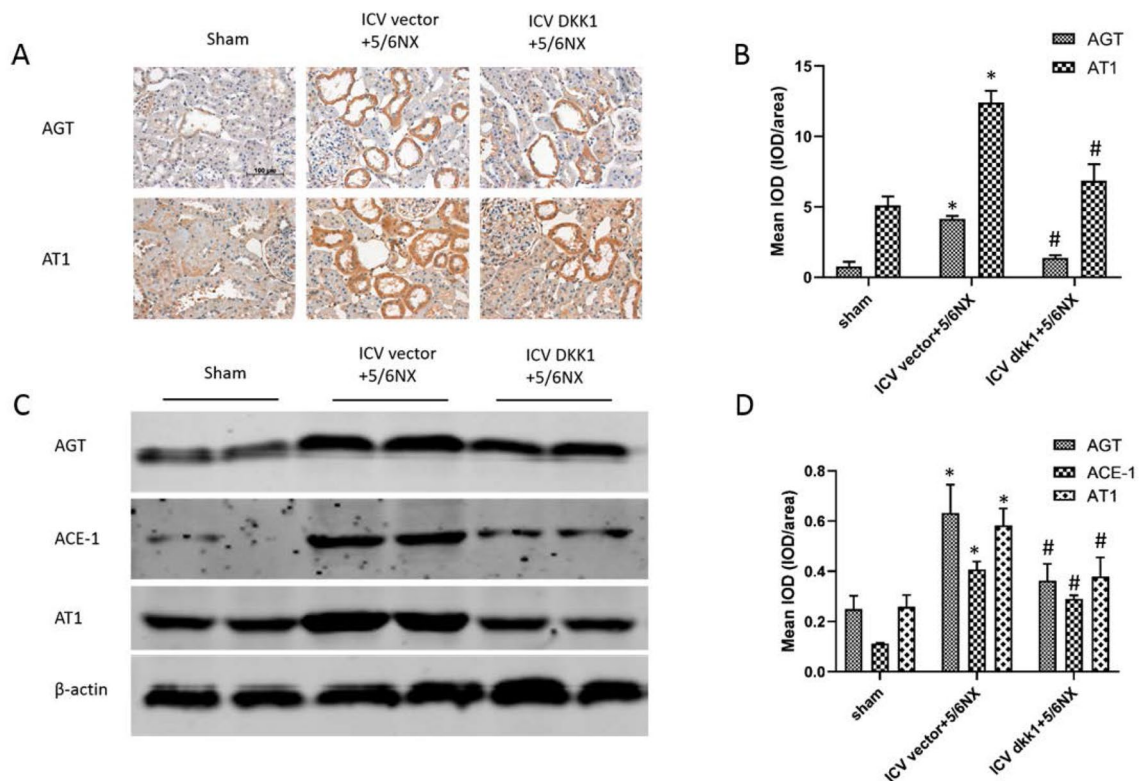 A
Sham
ICV vector
+5/6NX
ICV DKK1
+5/6NX
AGT
100 μm
AT1
B
AGT
AT1
Mean IOD (IOD/area)
15
10
5
0
*
*
#
#
sham
ICV vector+5/6NX
ICV dkk1+5/6NX
C
Sham
ICV vector
+5/6NX
ICV DKK1
+5/6NX
AGT
ACE-1
AT1
β-actin
D
AGT
ACE-1
AT1
Mean IOD (IOD/area)
0.8
0.6
0.4
0.2
0.0
*
*
*
#
#
#
sham
ICV vector+5/6NX
ICV dkk1+5/6NX